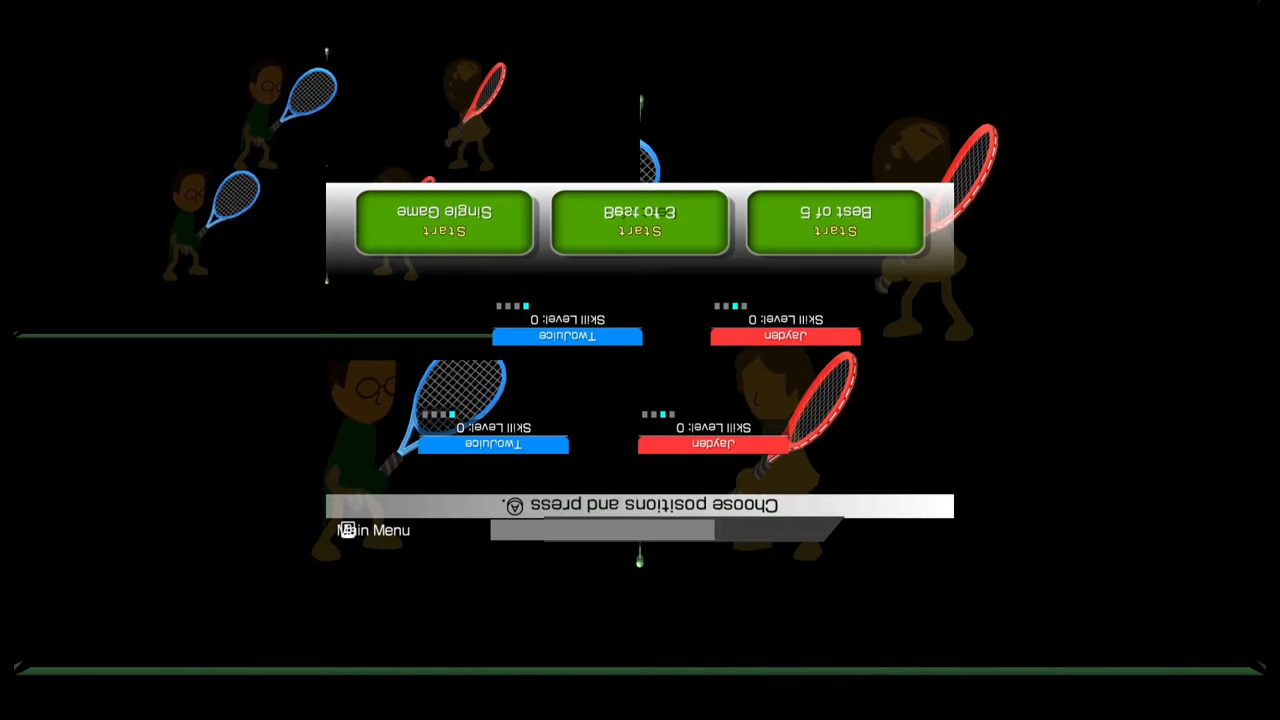 Single Game
Start
Best of 3
Start
Best of 5
Start
Skill Level: 0
TwoJuice
Skill Level: 0
Jayden
Skill Level: 0
TwoJuice
Skill Level: 0
Jayden
Choose positions and press Ⓐ.
Main Menu